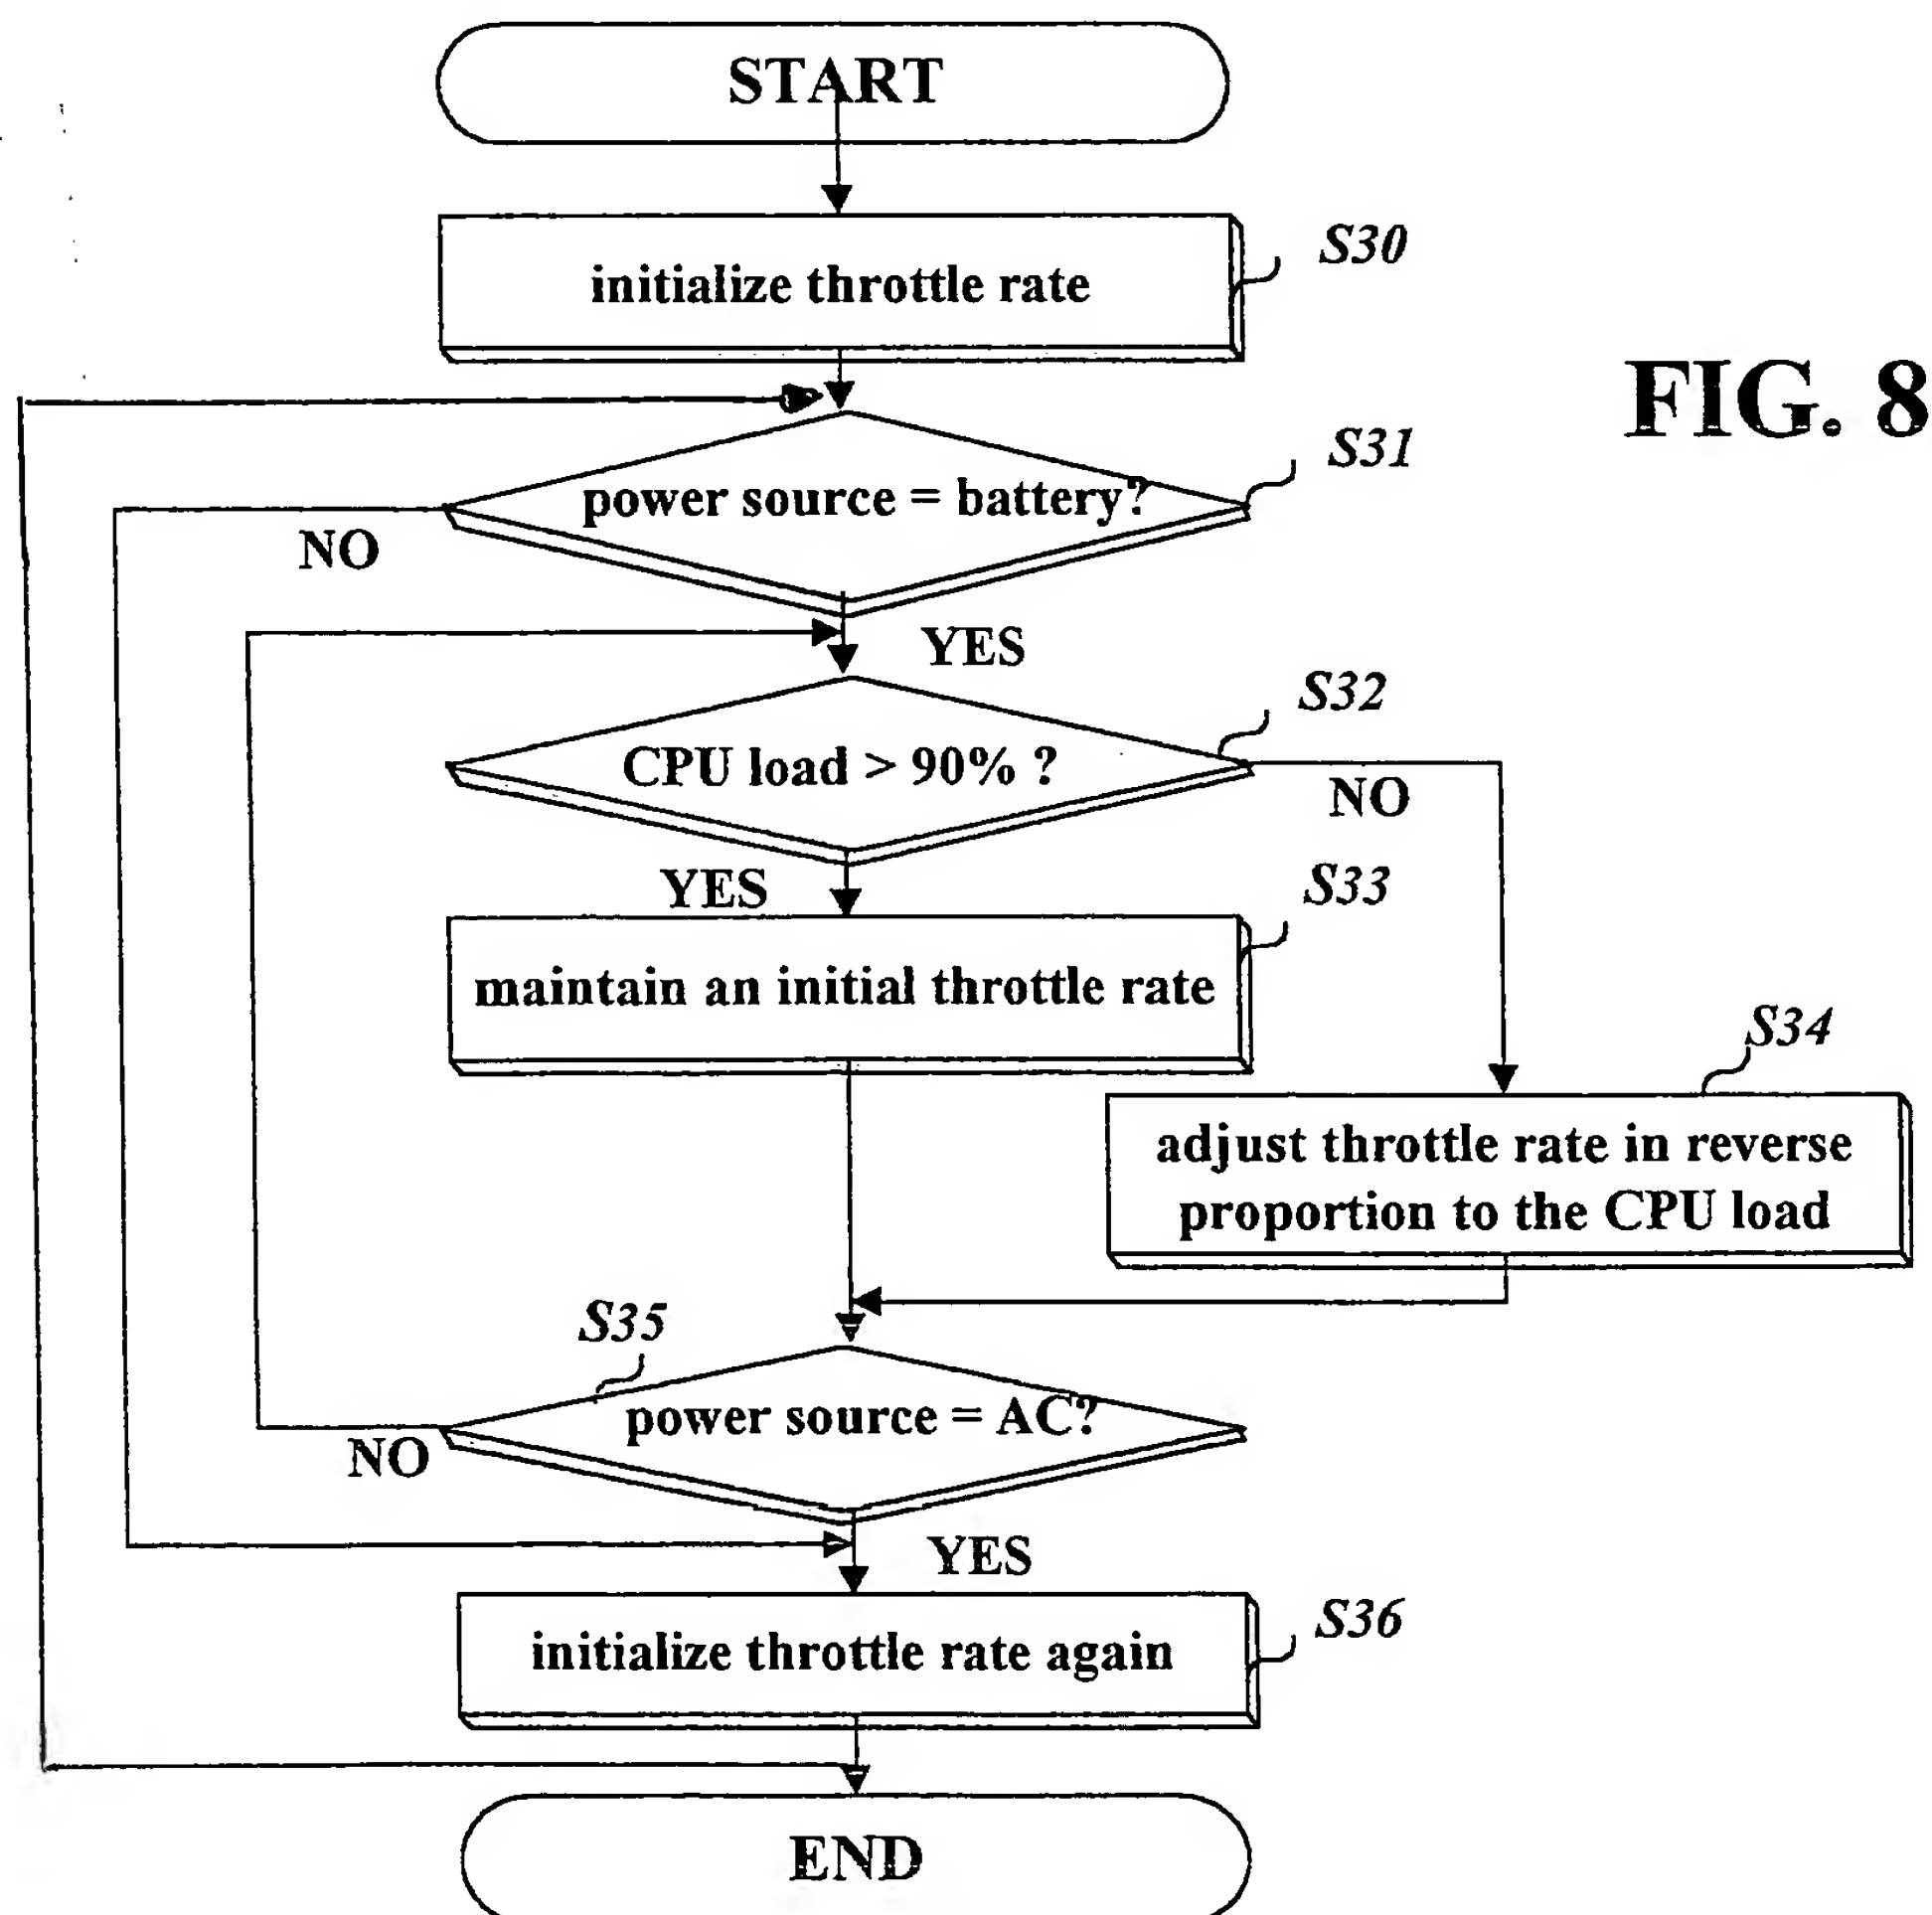 START
initialize throttle rate
S30
FIG. 8
power source = battery?
S31
NO
YES
CPU load > 90% ?
S32
NO
YES
maintain an initial throttle rate
S33
adjust throttle rate in reverse
proportion to the CPU load
S34
S35
power source = AC?
NO
YES
initialize throttle rate again
S36
END